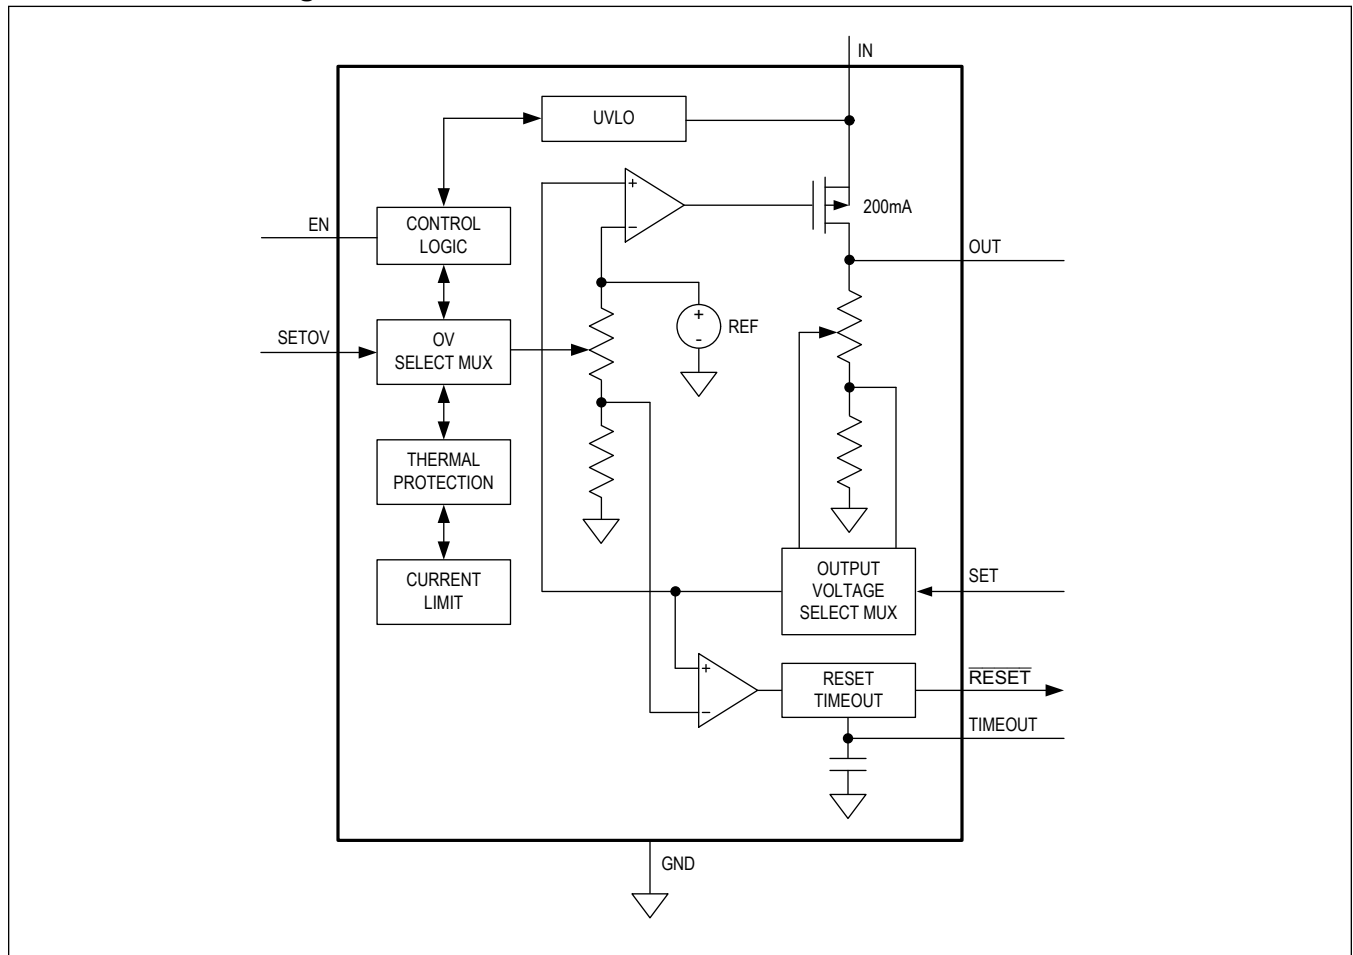 IN
UVLO
+
200mA
EN
CONTROL
LOGIC
-
OUT
SETOV
OV
SELECT MUX
+
-
REF
THERMAL
PROTECTION
CURRENT
LIMIT
OUTPUT
VOLTAGE
SELECT MUX
SET
+
-
RESET
TIMEOUT
RESET
TIMEOUT
GND